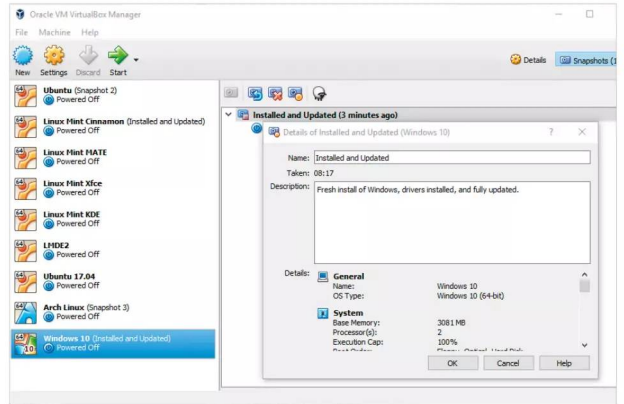 Oracle VM VirtualBox Manager
File Machine Help
New Settings Discard Start
Details Snapshots (1
Ubuntu (Snapshot 2)
Powered Off
Linux Mint Cinnamon (Installed and Updated)
Powered Off
Linux Mint MATE
Powered Off
Linux Mint Xfce
Powered Off
Linux Mint KDE
Powered Off
LMDE2
Powered Off
Ubuntu 17.04
Powered Off
Arch Linux (Snapshot 3)
Powered Off
Windows 10 (Installed and Updated)
Powered Off
Installed and Updated (3 minutes ago)
Details of Installed and Updated (Windows 10)
Name: Installed and Updated
Taken: 08:17
Description: Fresh install of Windows, drivers installed, and fully updated.
Details: General
Name: Windows 10
OS Type: Windows 10 (64-bit)
System
Base Memory: 3081 MB
Processor(s): 2
Execution Cap: 100%
OK Cancel Help